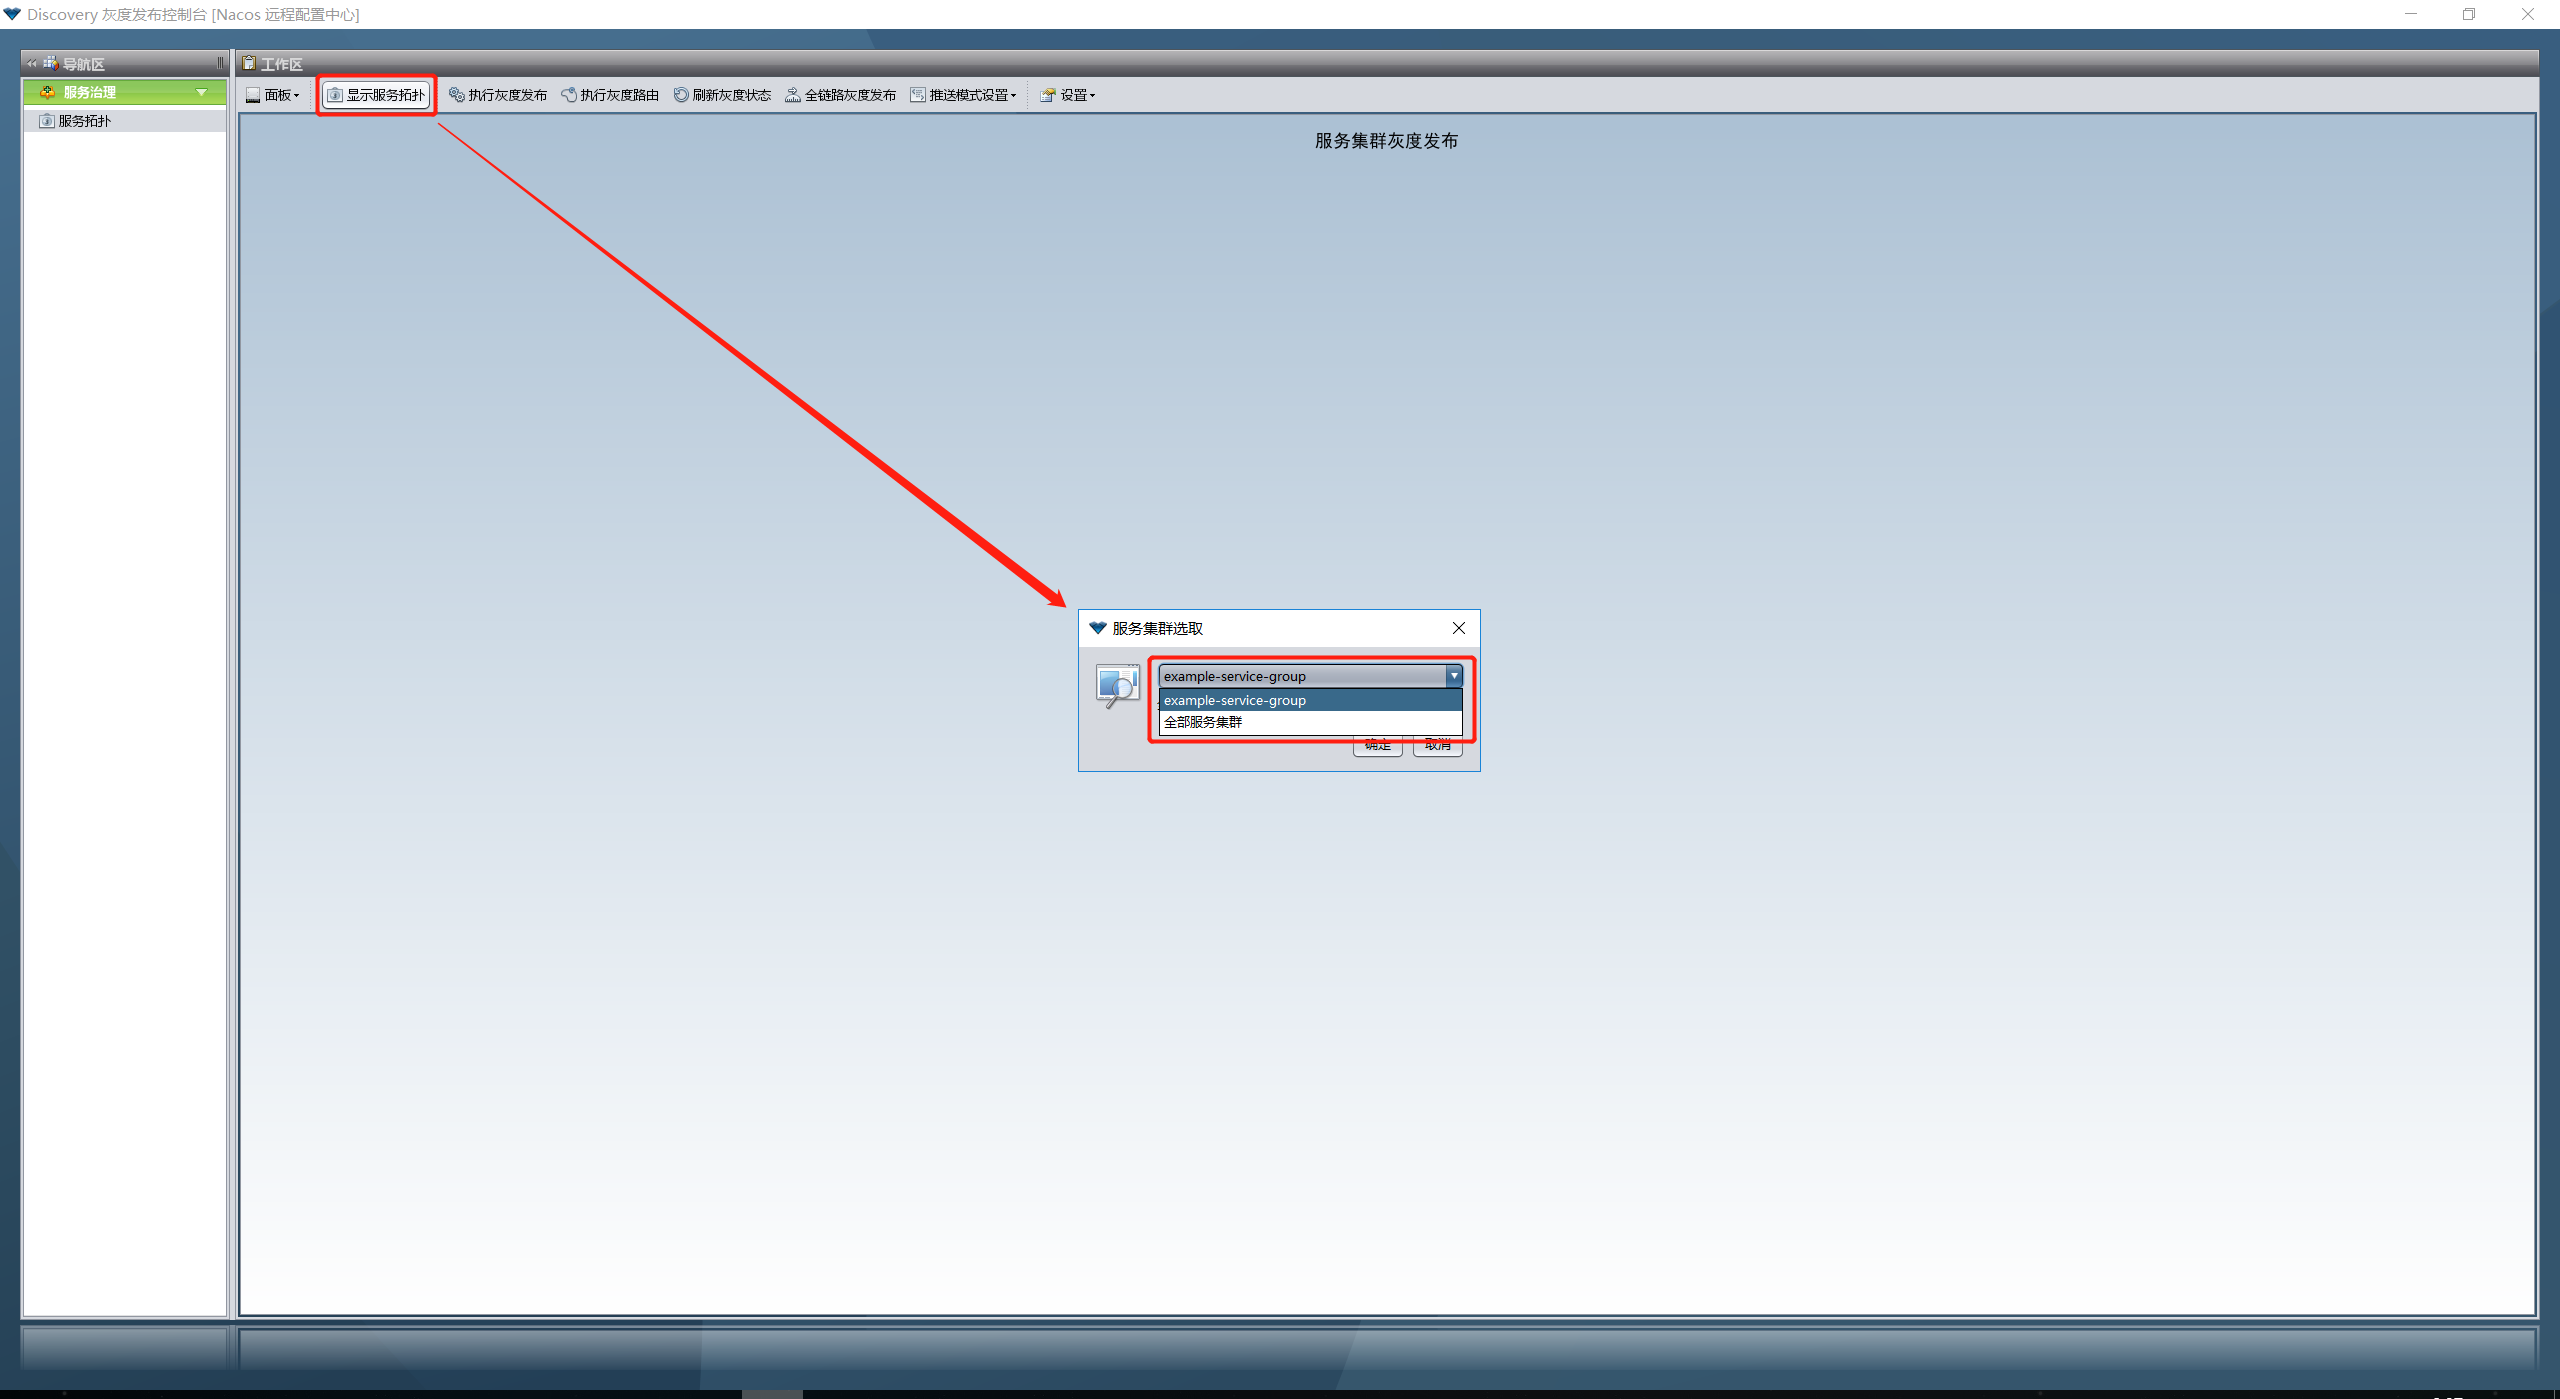 Discovery 灰度发布控制台 [Nacos 远程配置中心]
导航区
工作区
服务治理
面板
显示服务拓扑
执行灰度发布
执行灰度路由
刷新灰度状态
全链路灰度发布
推送模式设置
设置
服务拓扑
服务集群灰度发布
服务集群选取
example-service-group
example-service-group
全部服务集群
确定
取消